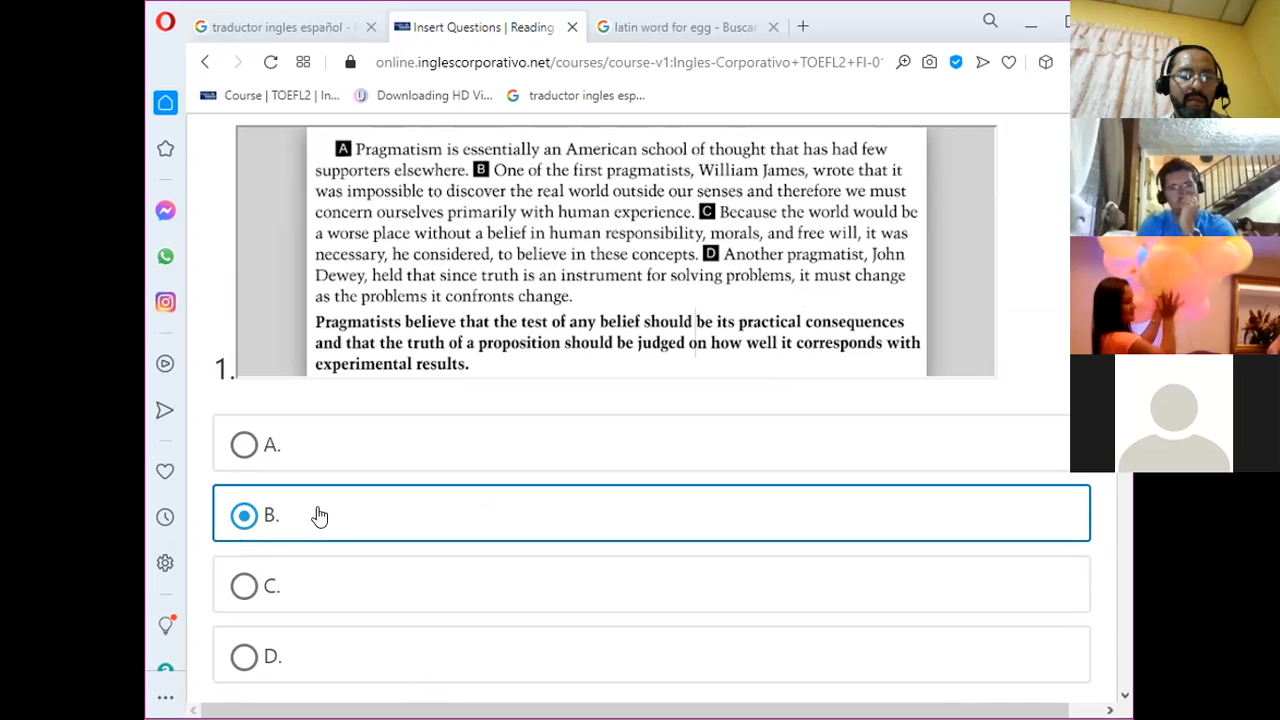 traductor ingles español -
Insert Questions | Reading
latin word for egg - Buscar
online.inglescorporativo.net/courses/course-v1:Ingles-Corporativo+TOEFL2+FI-0
Course | TOEFL2 | In...
Downloading HD Vi...
traductor ingles esp...
A Pragmatism is essentially an American school of thought that has had few
supporters elsewhere. B One of the first pragmatists, William James, wrote that it
was impossible to discover the real world outside our senses and therefore we must
concern ourselves primarily with human experience. C Because the world would be
a worse place without a belief in human responsibility, morals, and free will, it was
necessary, he considered, to believe in these concepts. D Another pragmatist, John
Dewey, held that since truth is an instrument for solving problems, it must change
as the problems it confronts change.
Pragmatists believe that the test of any belief should be its practical consequences
and that the truth of a proposition should be judged on how well it corresponds with
experimental results.
1.
A.
B.
C.
D.